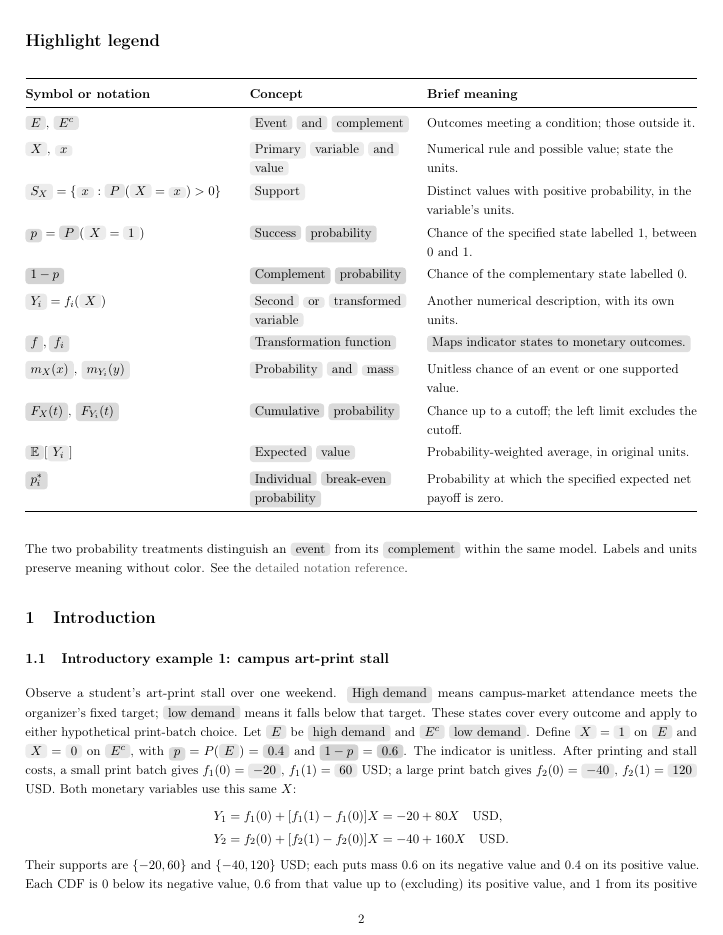 Highlight legend
Symbol or notation Concept Brief meaning
E , Eᶜ Event and complement Outcomes meeting a condition; those outside it.
X , x Primary variable and Numerical rule and possible value; state the
value units.
S_X = { x : P ( X = x ) > 0} Support Distinct values with positive probability, in the
variable's units.
p = P ( X = 1 ) Success probability Chance of the specified state labelled 1, between
0 and 1.
1 − p Complement probability Chance of the complementary state labelled 0.
Y_i = f_i( X ) Second or transformed Another numerical description, with its own
variable units.
f , f_i Transformation function Maps indicator states to monetary outcomes.
m_X(x) , m_{Y_i}(y) Probability and mass Unitless chance of an event or one supported
value.
F_X(t) , F_{Y_i}(t) Cumulative probability Chance up to a cutoff; the left limit excludes the
cutoff.
𝔼 [ Y_i ] Expected value Probability-weighted average, in original units.
p_i^* Individual break-even Probability at which the specified expected net
probability payoff is zero.
The two probability treatments distinguish an event from its complement within the same model. Labels and units
preserve meaning without color. See the detailed notation reference.
1 Introduction
1.1 Introductory example 1: campus art-print stall
Observe a student's art-print stall over one weekend. High demand means campus-market attendance meets the
organizer's fixed target; low demand means it falls below that target. These states cover every outcome and apply to
either hypothetical print-batch choice. Let E be high demand and Eᶜ low demand . Define X = 1 on E and
X = 0 on Eᶜ , with p = P( E ) = 0.4 and 1 − p = 0.6 . The indicator is unitless. After printing and stall
costs, a small print batch gives f₁(0) = −20 , f₁(1) = 60 USD; a large print batch gives f₂(0) = −40 , f₂(1) = 120
USD. Both monetary variables use this same X:
Y₁ = f₁(0) + [f₁(1) − f₁(0)]X = −20 + 80X USD,
Y₂ = f₂(0) + [f₂(1) − f₂(0)]X = −40 + 160X USD.
Their supports are {−20, 60} and {−40, 120} USD; each puts mass 0.6 on its negative value and 0.4 on its positive value.
Each CDF is 0 below its negative value, 0.6 from that value up to (excluding) its positive value, and 1 from its positive
2